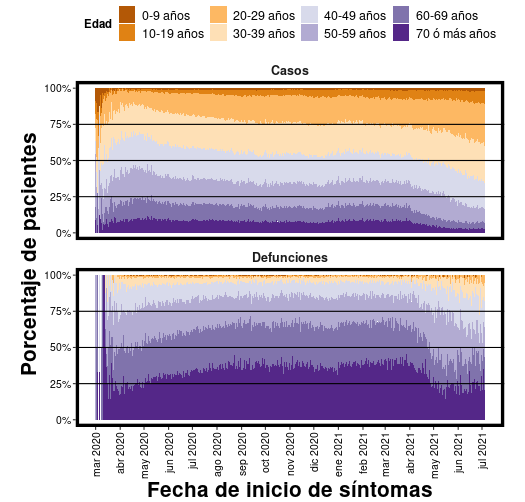 Edad
0-9 años
20-29 años
40-49 años
60-69 años
10-19 años
30-39 años
50-59 años
70 ó más años
Casos
100%
75%
50%
25%
0%
Defunciones
100%
75%
50%
25%
0%
Porcentaje de pacientes
mar 2020
abr 2020
may 2020
jun 2020
jul 2020
ago 2020
sep 2020
oct 2020
nov 2020
dic 2020
ene 2021
feb 2021
mar 2021
abr 2021
may 2021
jun 2021
jul 2021
Fecha de inicio de síntomas